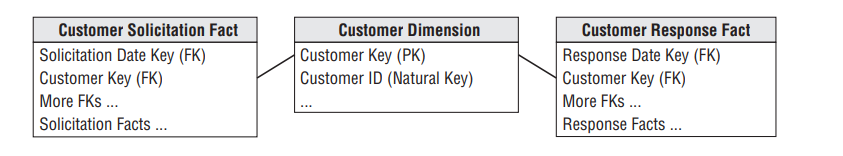 Customer Solicitation Fact
Solicitation Date Key (FK)
Customer Key (FK)
More FKs ...
Solicitation Facts ...
Customer Dimension
Customer Key (PK)
Customer ID (Natural Key)
...
Customer Response Fact
Response Date Key (FK)
Customer Key (FK)
More FKs ...
Response Facts ...